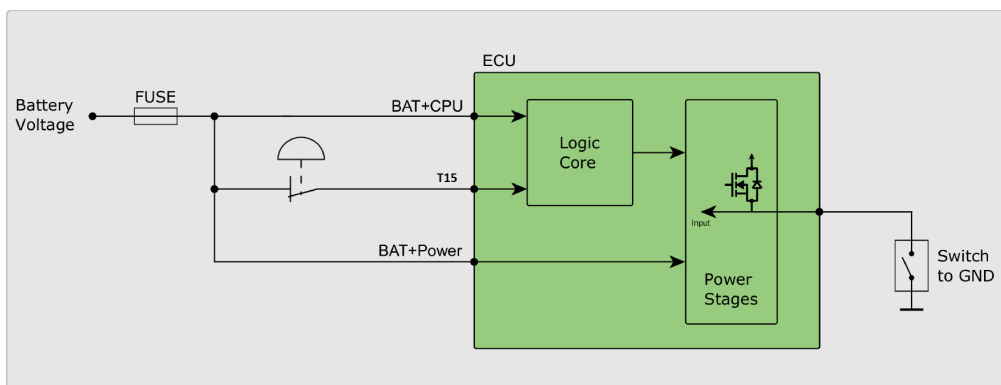 ECU
FUSE
Battery
Voltage
BAT+CPU
Logic
Core
T15
Input
BAT+Power
Power
Stages
Switch
to GND